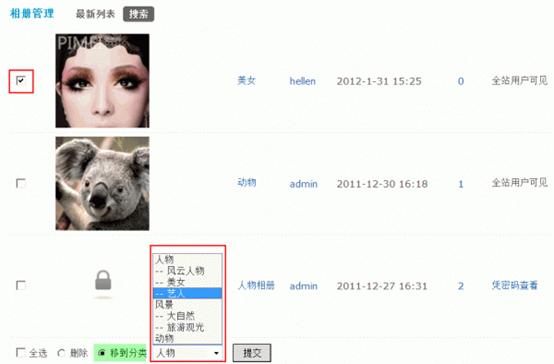 相册管理 最新列表 搜索
PIME
美女 hellen 2012-1-31 15:25 0 全站用户可见
动物 admin 2011-12-30 16:18 1 全站用户可见
人物相册 admin 2011-12-27 16:31 2 凭密码查看
人物
-- 风云人物
-- 美女
-- 艺人
风景
-- 大自然
-- 旅游观光
动物
全选 删除 移到分类 人物 提交